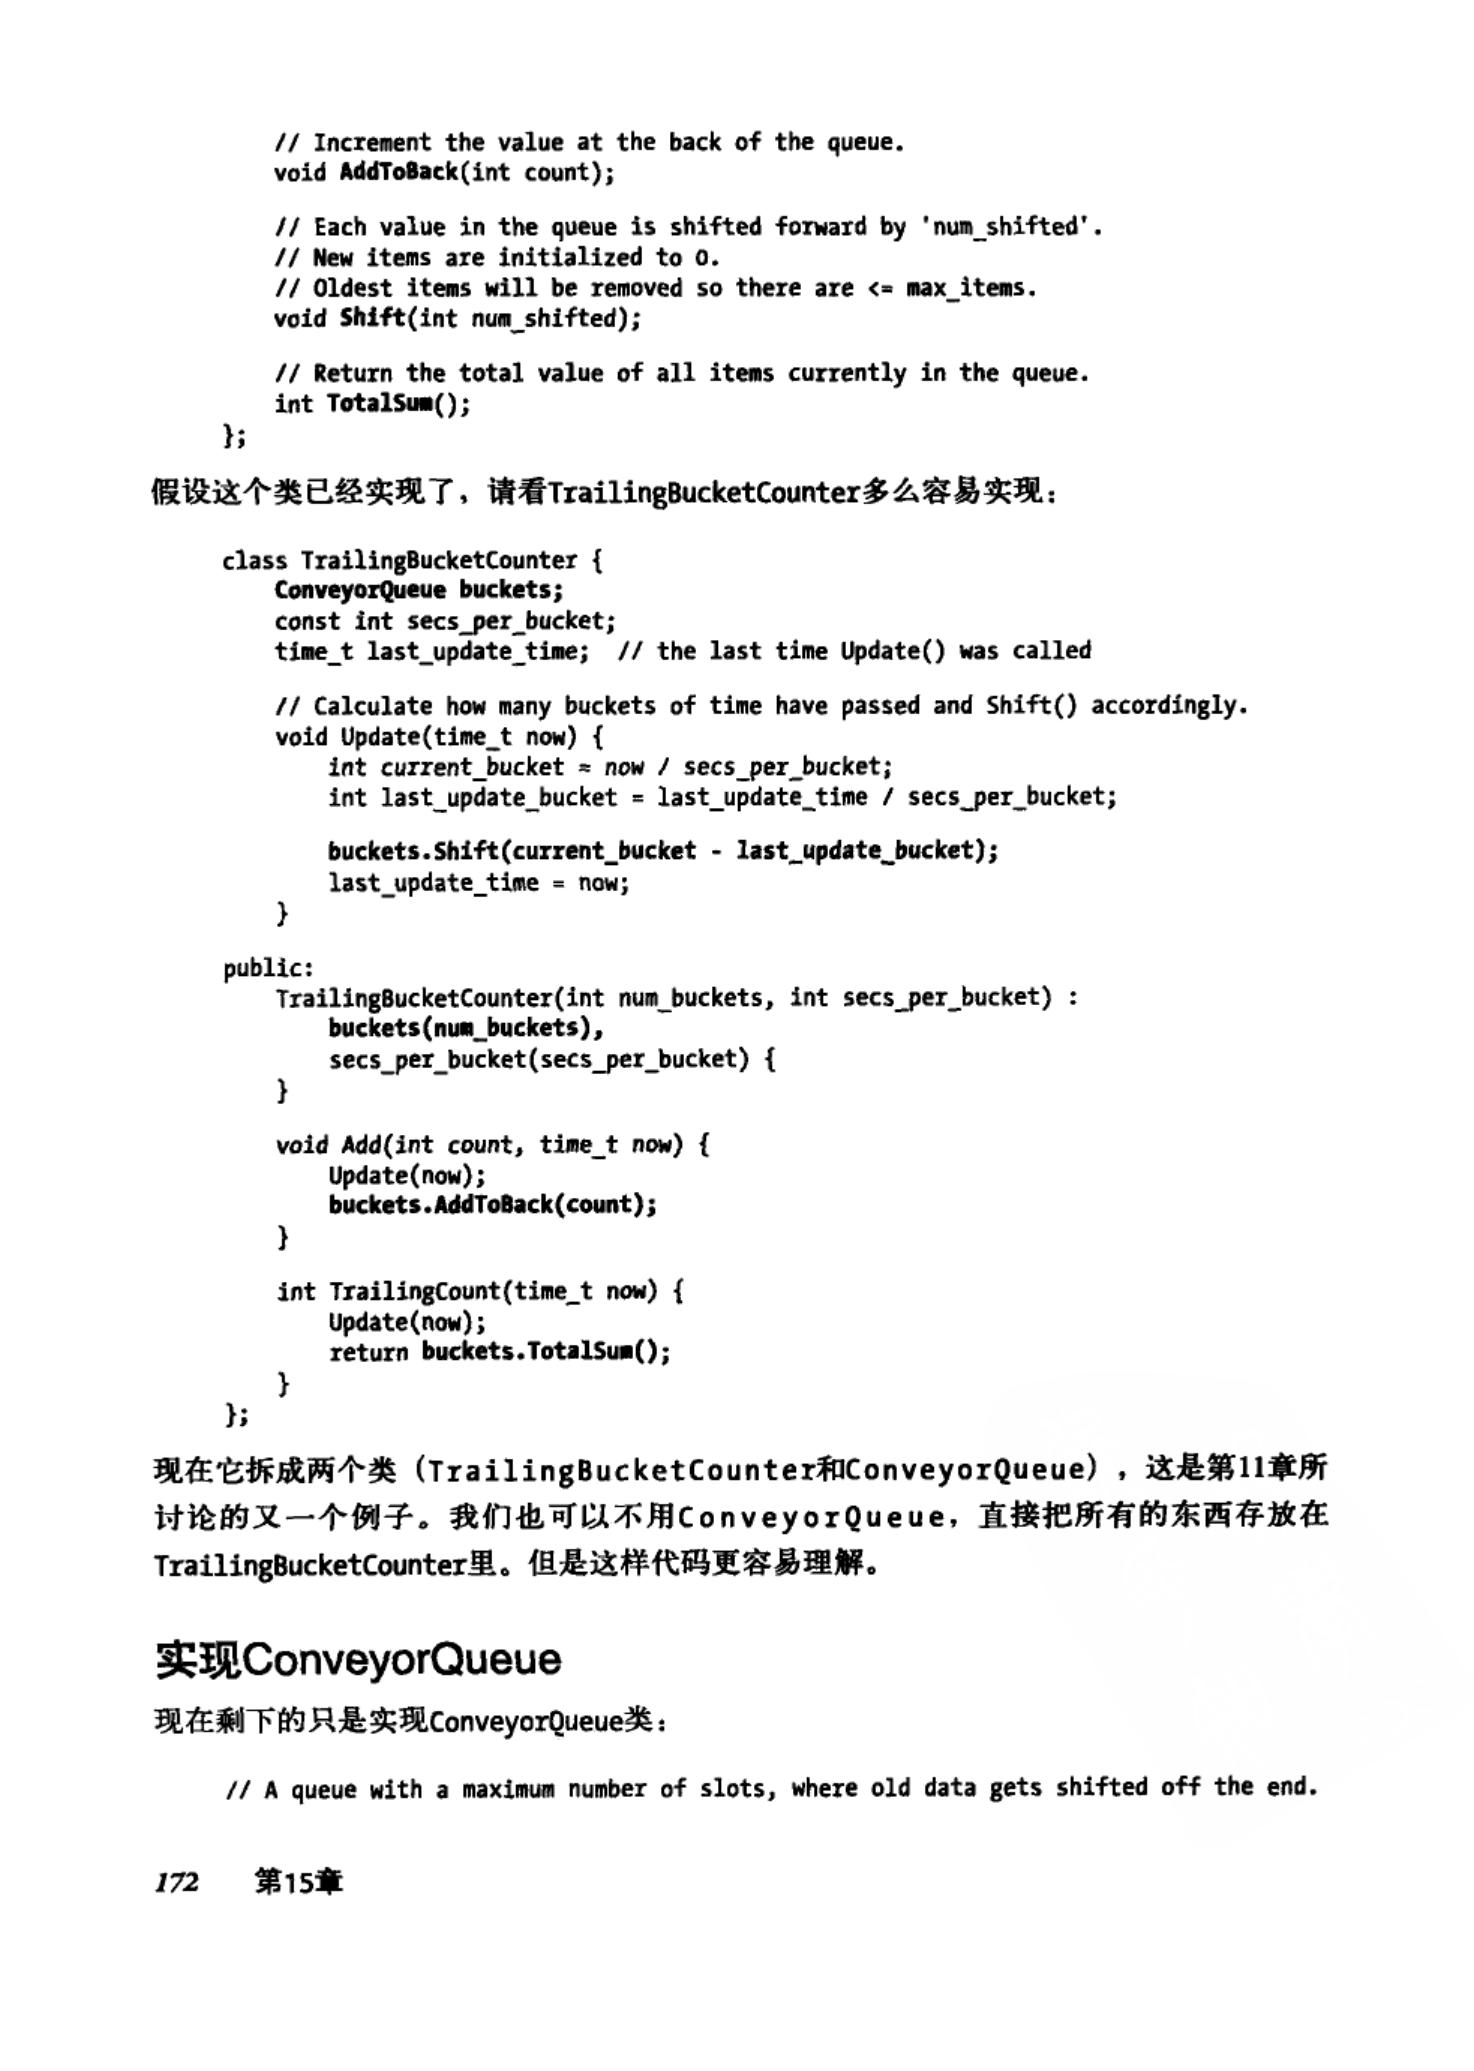 // Increment the value at the back of the queue.
void AddToBack(int count);
// Each value in the queue is shifted forward by 'num_shifted'.
// New items are initialized to 0.
// Oldest items will be removed so there are <= max_items.
void Shift(int num_shifted);
// Return the total value of all items currently in the queue.
int TotalSum();
};
假设这个类已经实现了，请看TrailingBucketCounter多么容易实现：
class TrailingBucketCounter {
ConveyorQueue buckets;
const int secs_per_bucket;
time_t last_update_time;  // the last time Update() was called
// Calculate how many buckets of time have passed and Shift() accordingly.
void Update(time_t now) {
int current_bucket = now / secs_per_bucket;
int last_update_bucket = last_update_time / secs_per_bucket;
buckets.Shift(current_bucket - last_update_bucket);
last_update_time = now;
}
public:
TrailingBucketCounter(int num_buckets, int secs_per_bucket) :
buckets(num_buckets),
secs_per_bucket(secs_per_bucket) {
}
void Add(int count, time_t now) {
Update(now);
buckets.AddToBack(count);
}
int TrailingCount(time_t now) {
Update(now);
return buckets.TotalSum();
}
};
现在它拆成两个类（TrailingBucketCounter和ConveyorQueue），这是第11章所
讨论的又一个例子。我们也可以不用ConveyorQueue，直接把所有的东西存放在
TrailingBucketCounter里。但是这样代码更容易理解。
实现ConveyorQueue
现在剩下的只是实现ConveyorQueue类：
// A queue with a maximum number of slots, where old data gets shifted off the end.
172 第15章